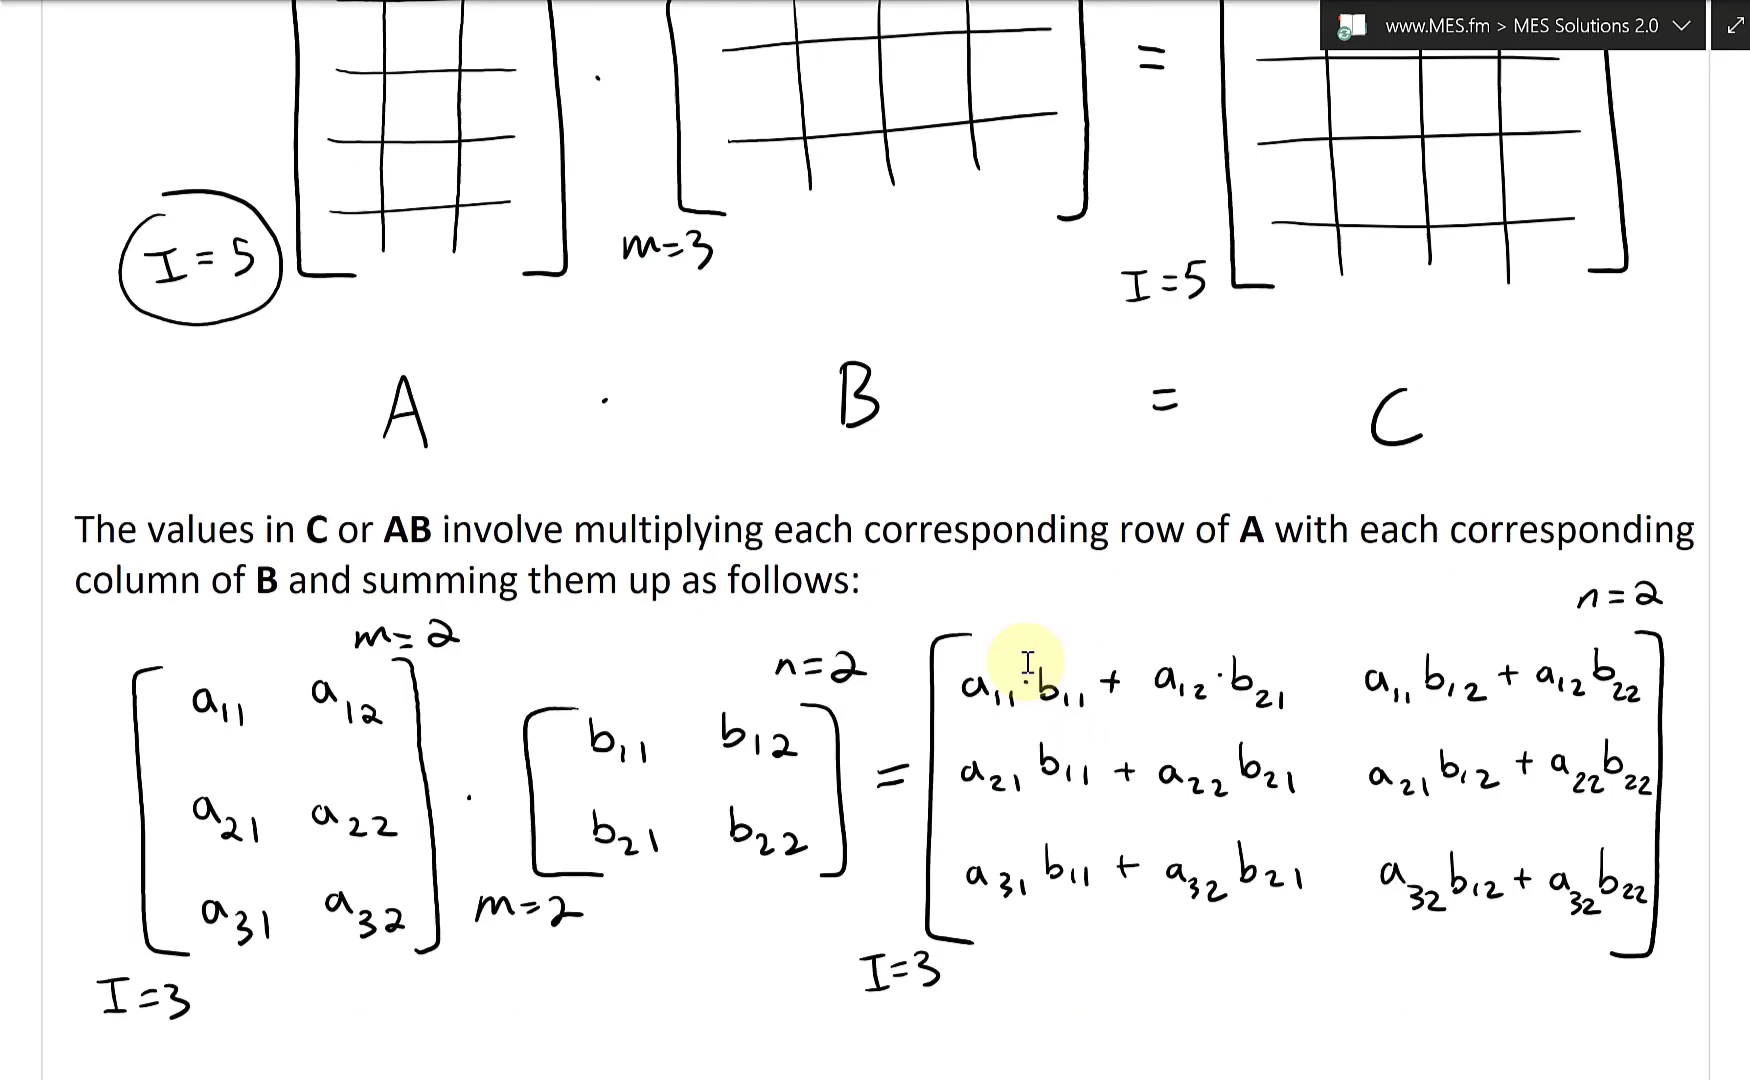 www.MES.fm > MES Solutions 2.0
=
I = 5
m=3
I=5
A · B = C
The values in C or AB involve multiplying each corresponding row of A with each corresponding
column of B and summing them up as follows:
n=2
m=2
n=2
a11 a12
a21 a22
a31 a32
·
b11 b12
b21 b22
=
a11·b11 + a12·b21 a11b12 + a12b22
a21b11 + a22b21 a21b12 + a22b22
a31b11 + a32b21 a32b12 + a32b22
m=2
I=3
I=3